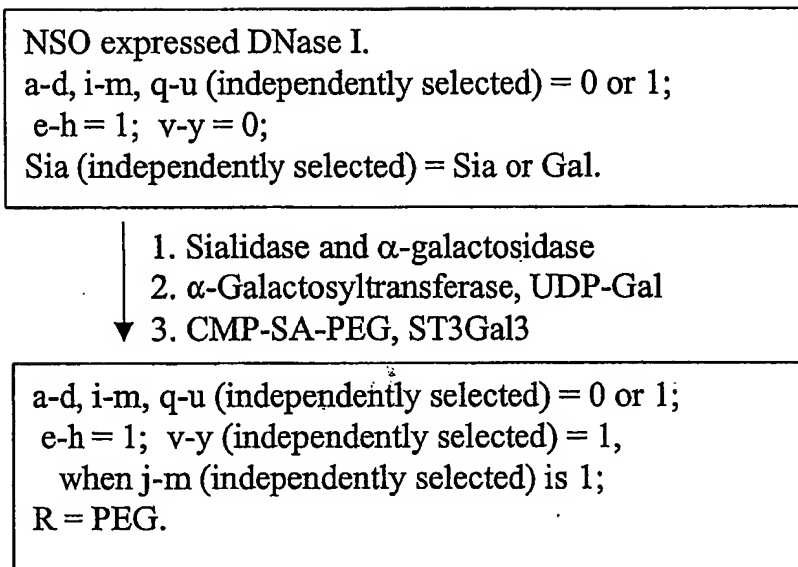 NSO expressed DNase I.
a-d, i-m, q-u (independently selected) = 0 or 1;
e-h = 1; v-y = 0;
Sia (independently selected) = Sia or Gal.
1. Sialidase and α-galactosidase
2. α-Galactosyltransferase, UDP-Gal
3. CMP-SA-PEG, ST3Gal3
a-d, i-m, q-u (independently selected) = 0 or 1;
e-h = 1; v-y (independently selected) = 1,
when j-m (independently selected) is 1;
R = PEG.